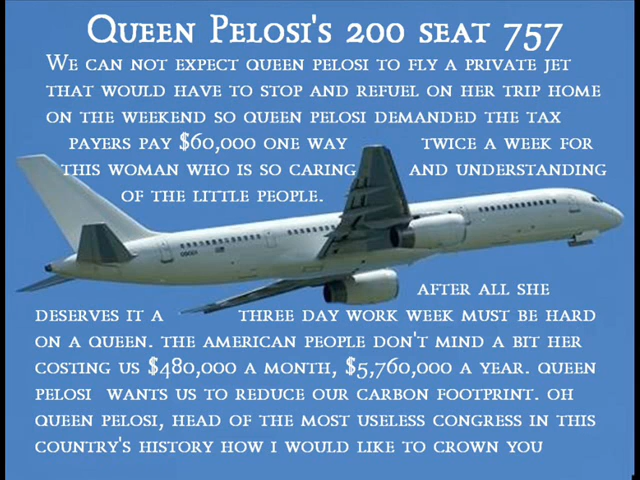 Queen Pelosi's 200 seat 757
We can not expect queen pelosi to fly a private jet
that would have to stop and refuel on her trip home
on the weekend so queen pelosi demanded the tax
payers pay $60,000 one way twice a week for
this woman who is so caring and understanding
of the little people.
after all she
deserves it a three day work week must be hard
on a queen. the american people don't mind a bit her
costing us $480,000 a month, $5,760,000 a year. queen
pelosi wants us to reduce our carbon footprint. oh
queen pelosi, head of the most useless congress in this
country's history how i would like to crown you